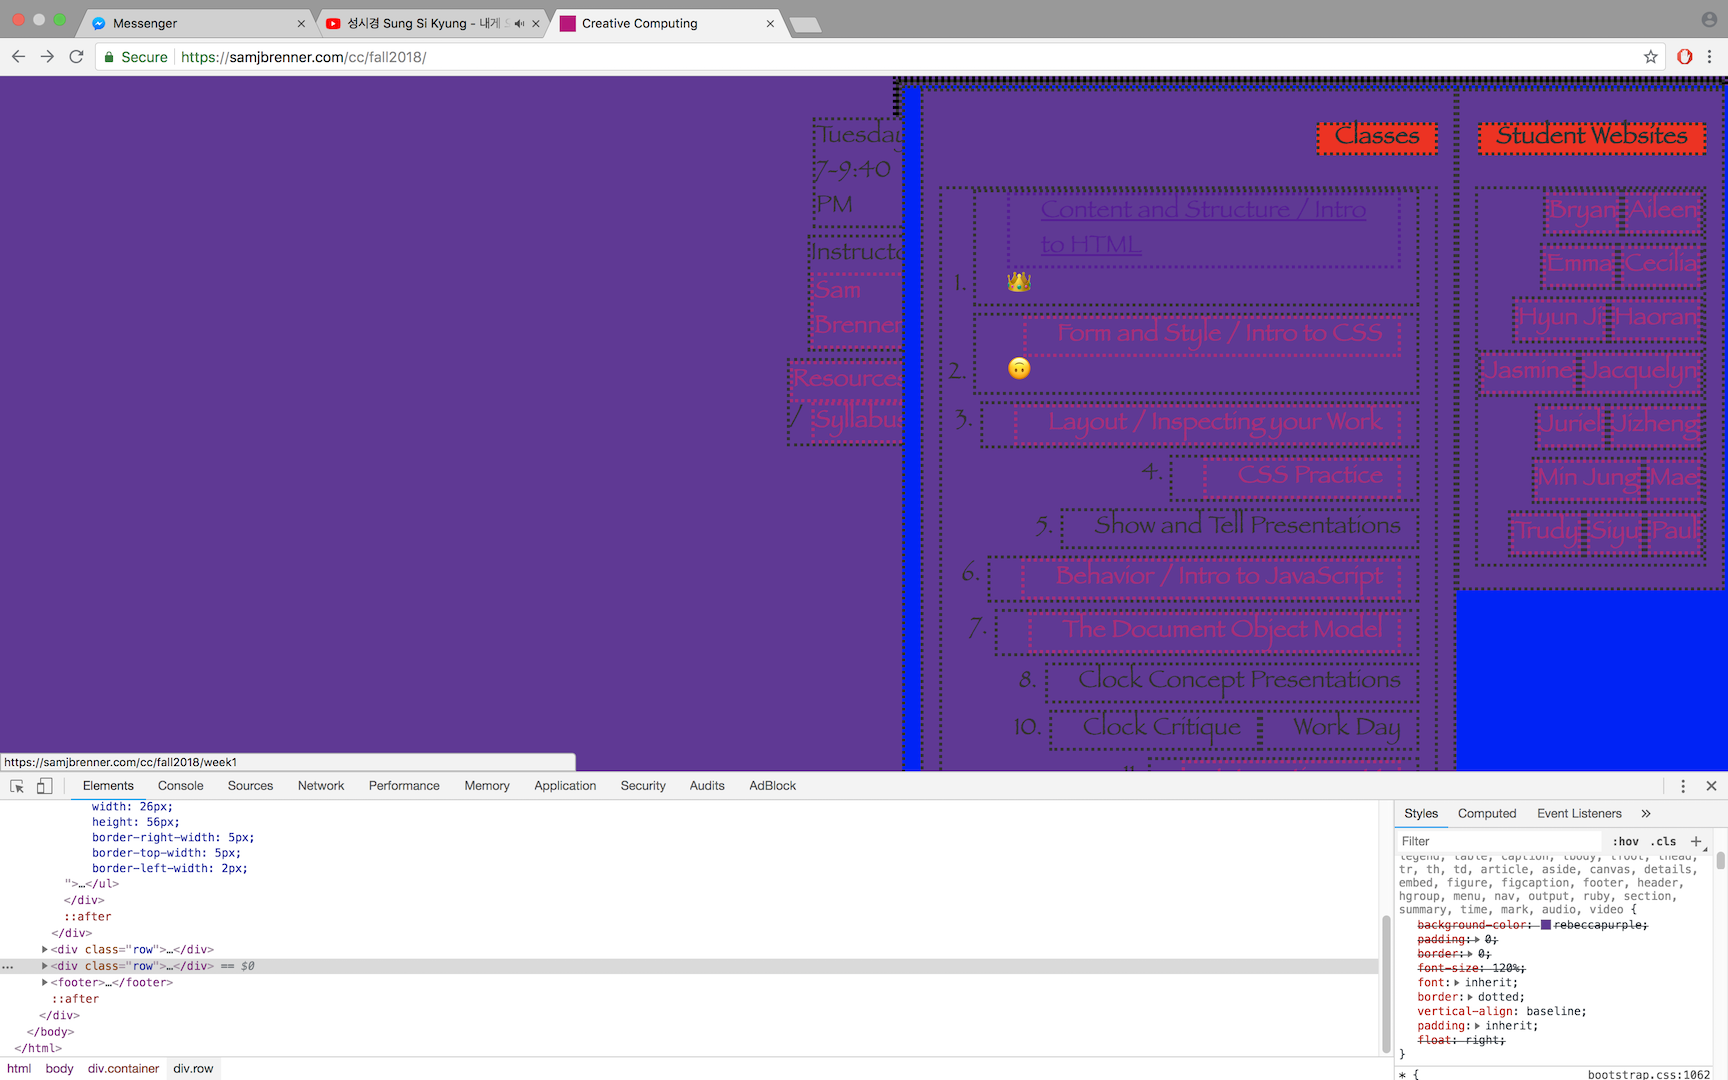 Messenger
성시경 Sung Si Kyung - 내게
Creative Computing
Secure https://samjbrenner.com/cc/fall2018/
Tuesday
7-9:40
PM
Sam
Brenner
Resources
/ Syllabus
Classes
1. Content and Structure / Intro
to HTML
2. Form and Style / Intro to CSS
3. Layout / Inspecting your Work
4. CSS Practice
5. Show and Tell Presentations
6. Behavior / Intro to JavaScript
7. The Document Object Model
8. Clock Concept Presentations
10. Clock Critique Work Day
11.
Student Websites
Bryan Aileen
Emma Cecilia
Hyun Ji Haoran
Jasmine Jacquelyn
Juriel Jizheng
Min Jung Mae
Trudy Siyu Paul
https://samjbrenner.com/cc/fall2018/week1
Elements Console Sources Network Performance Memory Application Security Audits AdBlock
width: 26px;
height: 56px;
border-right-width: 5px;
border-top-width: 5px;
border-left-width: 2px;
">…</ul>
</div>
::after
</div>
<div class="row">…</div>
… <div class="row">…</div> == $0
<footer>…</footer>
::after
</div>
</body>
</html>
html body div.container div.row
Styles Computed Event Listeners »
Filter :hov .cls +
legend, table, caption, tbody, tfoot, thead,
tr, th, td, article, aside, canvas, details,
embed, figure, figcaption, footer, header,
hgroup, menu, nav, output, ruby, section,
summary, time, mark, audio, video {
background-color: rebeccapurple;
padding: 0;
border: 0;
font-size: 120%;
font: inherit;
border: dotted;
vertical-align: baseline;
padding: inherit;
float: right;
}
* { bootstrap.css:1062